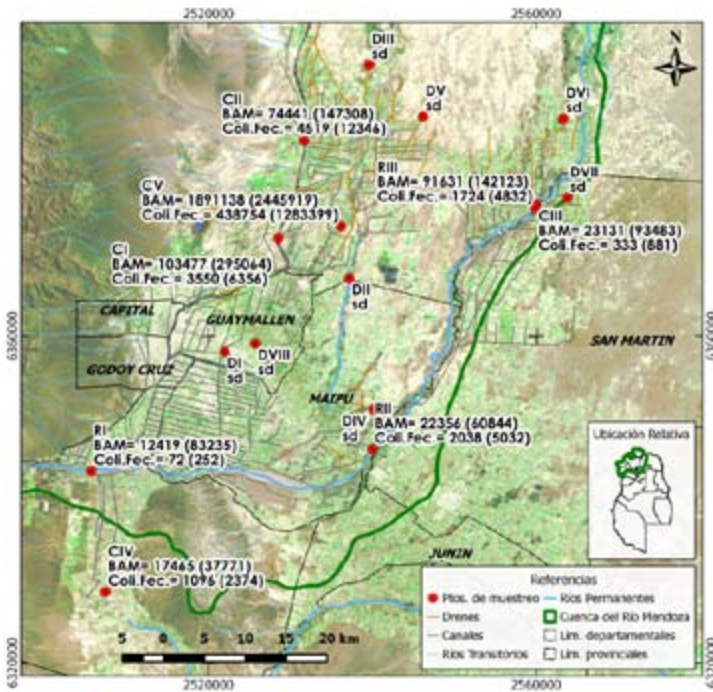 2520000
2560000
DIII
sd
N
CII
BAM= 74441 (147308)
Coli.Fec.= 4519 (12346)
DV
sd
DVI
sd
CV
BAM= 1891138 (2445919)
Coli.Fec.= 438754 (1283399)
RIII
BAM= 91631 (142123)
Coli.Fec.= 1724 (4832)
DVII
sd
CIII
BAM= 23131 (93483)
Coli.Fec.= 333 (881)
CI
BAM= 103477 (295064)
Coli.Fec.= 3550 (6356)
DII
sd
CAPITAL
GUAYMALLEN
6360000
6360000
GODOY CRUZ
DI
sd
DVIII
sd
SAN MARTIN
MAIPU
DIV
sd
RII
BAM= 22356 (60844)
Coli.Fec.= 2038 (5032)
RI
BAM= 12419 (83235)
Coli.Fec.= 72 (252)
Ubicación Relativa
CIV
BAM= 17465 (37771)
Coli.Fec.= 1096 (2374)
JUNIN
Referencias
Ptos. de muestreo
Ríos Permanentes
Drenes
Cuenca del Río Mendoza
Canales
Lím. departamentales
Ríos Transitorios
Lím. provinciales
5 0 5 10 15 20 km
6320000
6320000
2520000
2560000